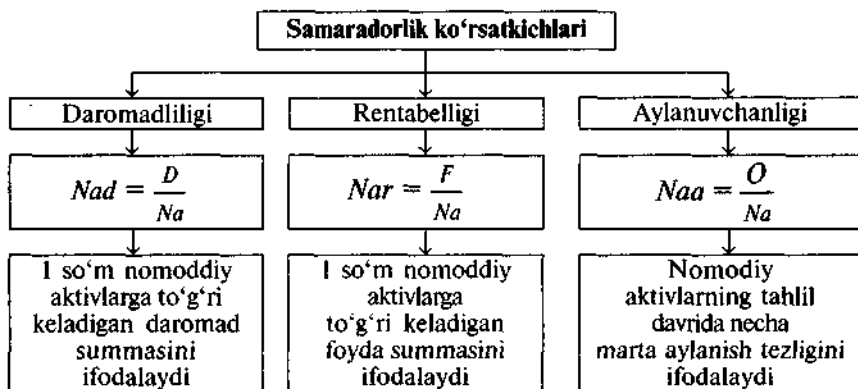 Samaradorlik ko‘rsatkichlari
Daromadliligi
Rentabelligi
Aylanuvchanligi
Nad = D / Na
Nar = F / Na
Naa = O / Na
1 so‘m nomoddiy
aktivlarga to‘g‘ri
keladigan daromad
summasini
ifodalaydi
1 so‘m nomoddiy
aktivlarga
to‘g‘ri keladigan
foyda summasini
ifodalaydi
Nomodiy
aktivlarning tahlil
davrida necha
marta aylanish tezligini
ifodalaydi